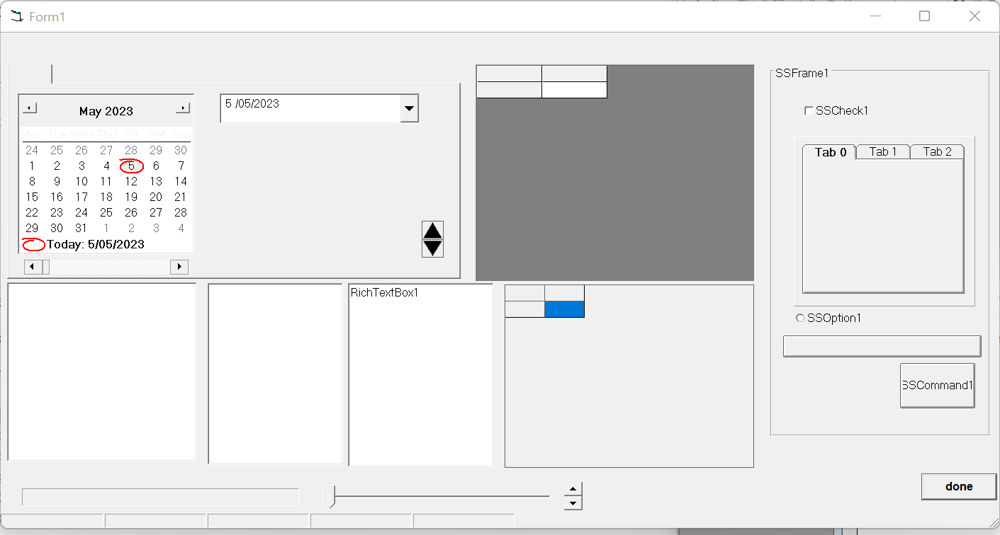 Form1
May 2023
Mon Tue Wed Thu Fri Sat Sun
24 25 26 27 28 29 30
1 2 3 4 5 6 7
8 9 10 11 12 13 14
15 16 17 18 19 20 21
22 23 24 25 26 27 28
29 30 31 1 2 3 4
Today: 5/05/2023
5 /05/2023
RichTextBox1
SSFrame1
SSCheck1
Tab 0 Tab 1 Tab 2
SSOption1
SSCommand1
done